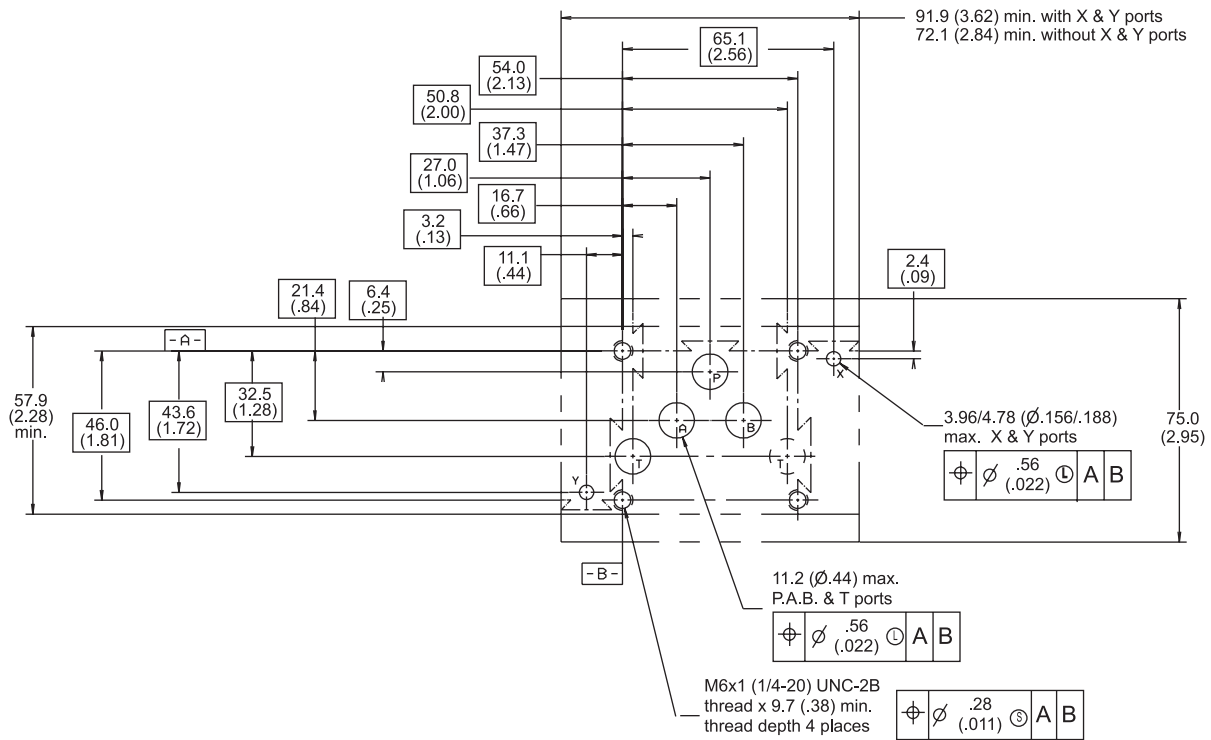 91.9 (3.62) min. with X & Y ports
72.1 (2.84) min. without X & Y ports
65.1
(2.56)
54.0
(2.13)
50.8
(2.00)
37.3
(1.47)
27.0
(1.06)
16.7
(.66)
3.2
(.13)
11.1
(.44)
2.4
(.09)
21.4
(.84)
6.4
(.25)
-A-
57.9
(2.28)
min.
46.0
(1.81)
43.6
(1.72)
32.5
(1.28)
P
X
A
B
T
T
Y
3.96/4.78 (Ø.156/.188)
max. X & Y ports
⌖ Ø .56 Ⓛ A B
(.022)
75.0
(2.95)
-B-
11.2 (Ø.44) max.
P.A.B. & T ports
⌖ Ø .56 Ⓛ A B
(.022)
M6x1 (1/4-20) UNC-2B
thread x 9.7 (.38) min.
thread depth 4 places
⌖ Ø .28 Ⓢ A B
(.011)